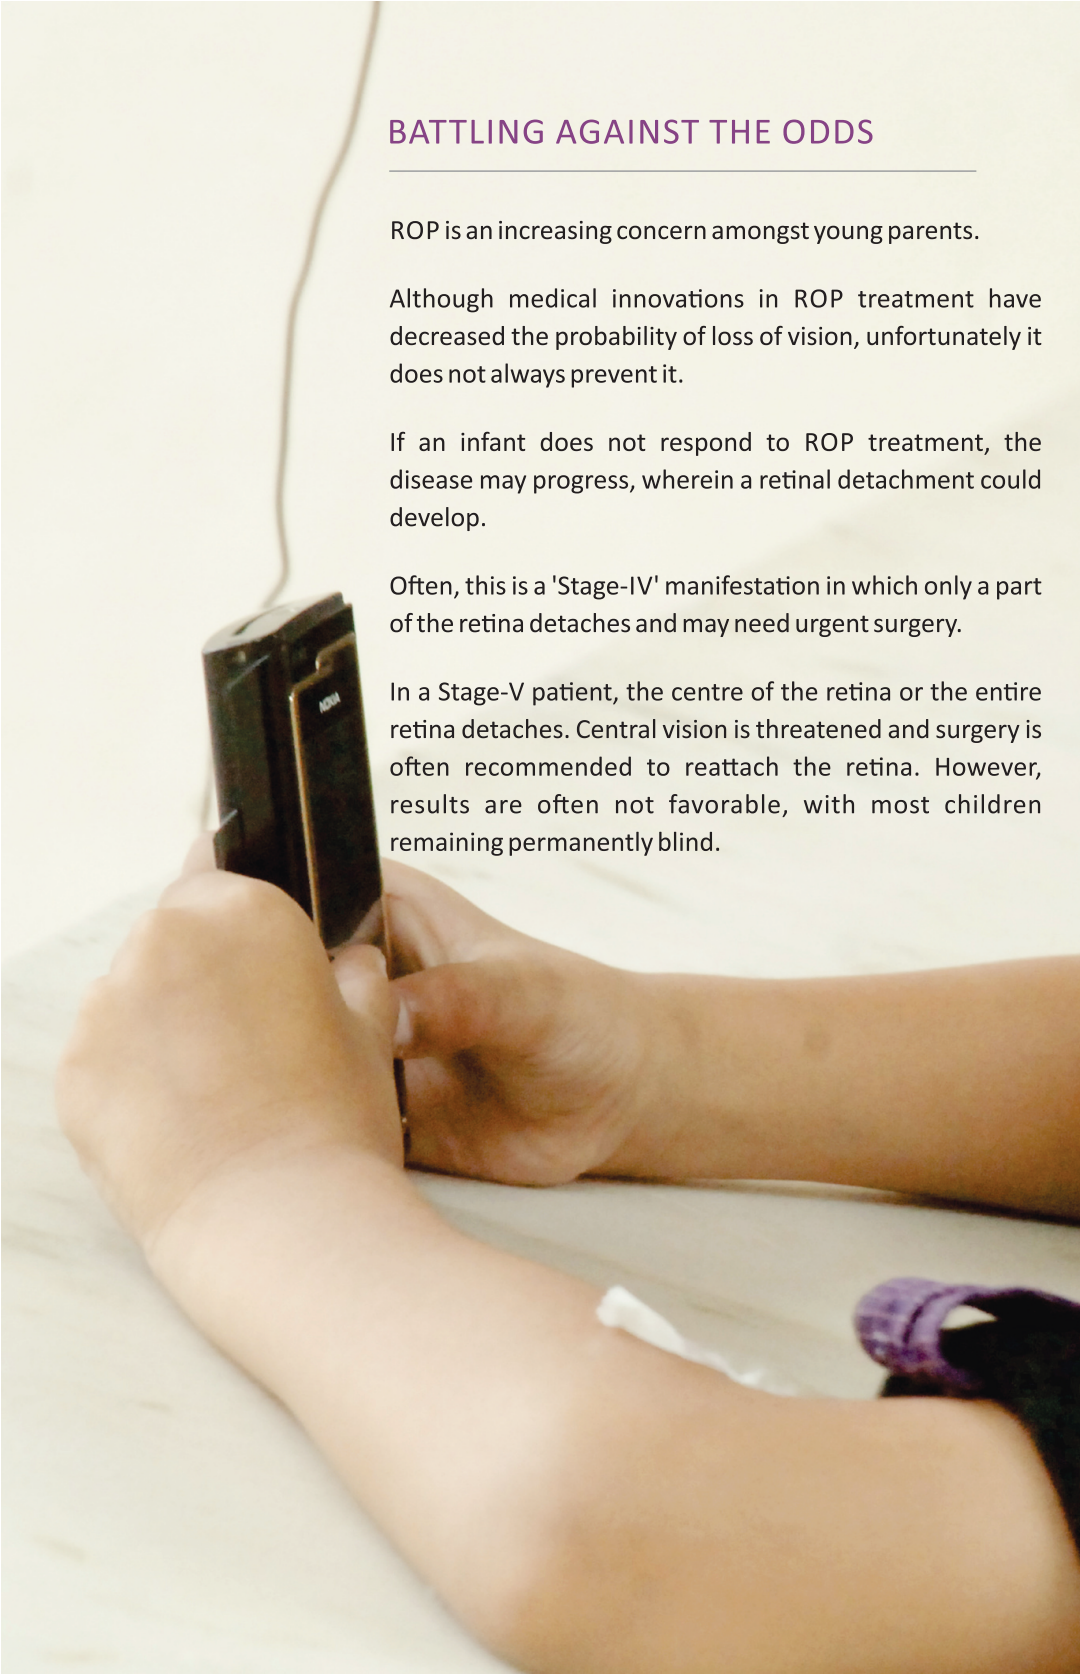 BATTLING AGAINST THE ODDS
ROP is an increasing concern amongst young parents.
Although medical innovations in ROP treatment have
decreased the probability of loss of vision, unfortunately it
does not always prevent it.
If an infant does not respond to ROP treatment, the
disease may progress, wherein a retinal detachment could
develop.
Often, this is a 'Stage-IV' manifestation in which only a part
of the retina detaches and may need urgent surgery.
NOKIA
In a Stage-V patient, the centre of the retina or the entire
retina detaches. Central vision is threatened and surgery is
often recommended to reattach the retina. However,
results are often not favorable, with most children
remaining permanently blind.